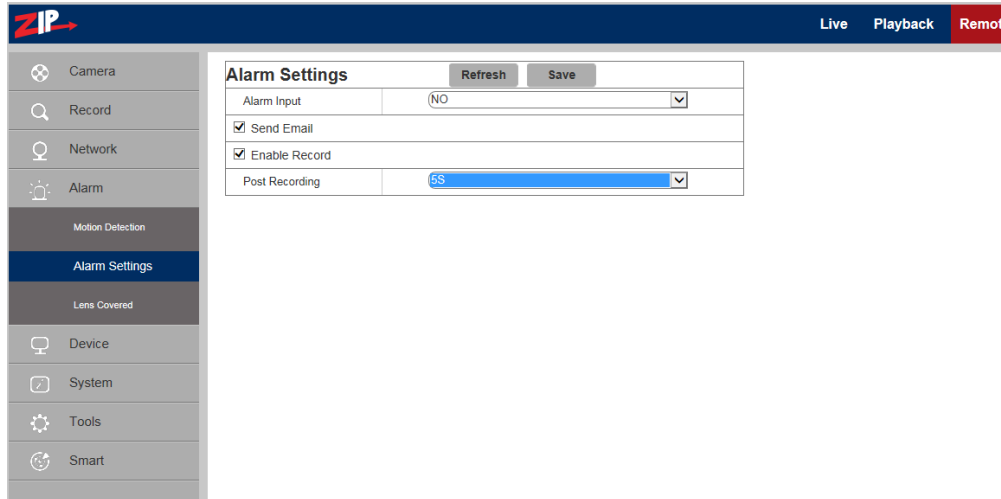 ZIP
Live Playback Remot
Camera
Record
Network
Alarm
Motion Detection
Alarm Settings
Lens Covered
Device
System
Tools
Smart
Alarm Settings Refresh Save
Alarm Input NO
Send Email
Enable Record
Post Recording 5S